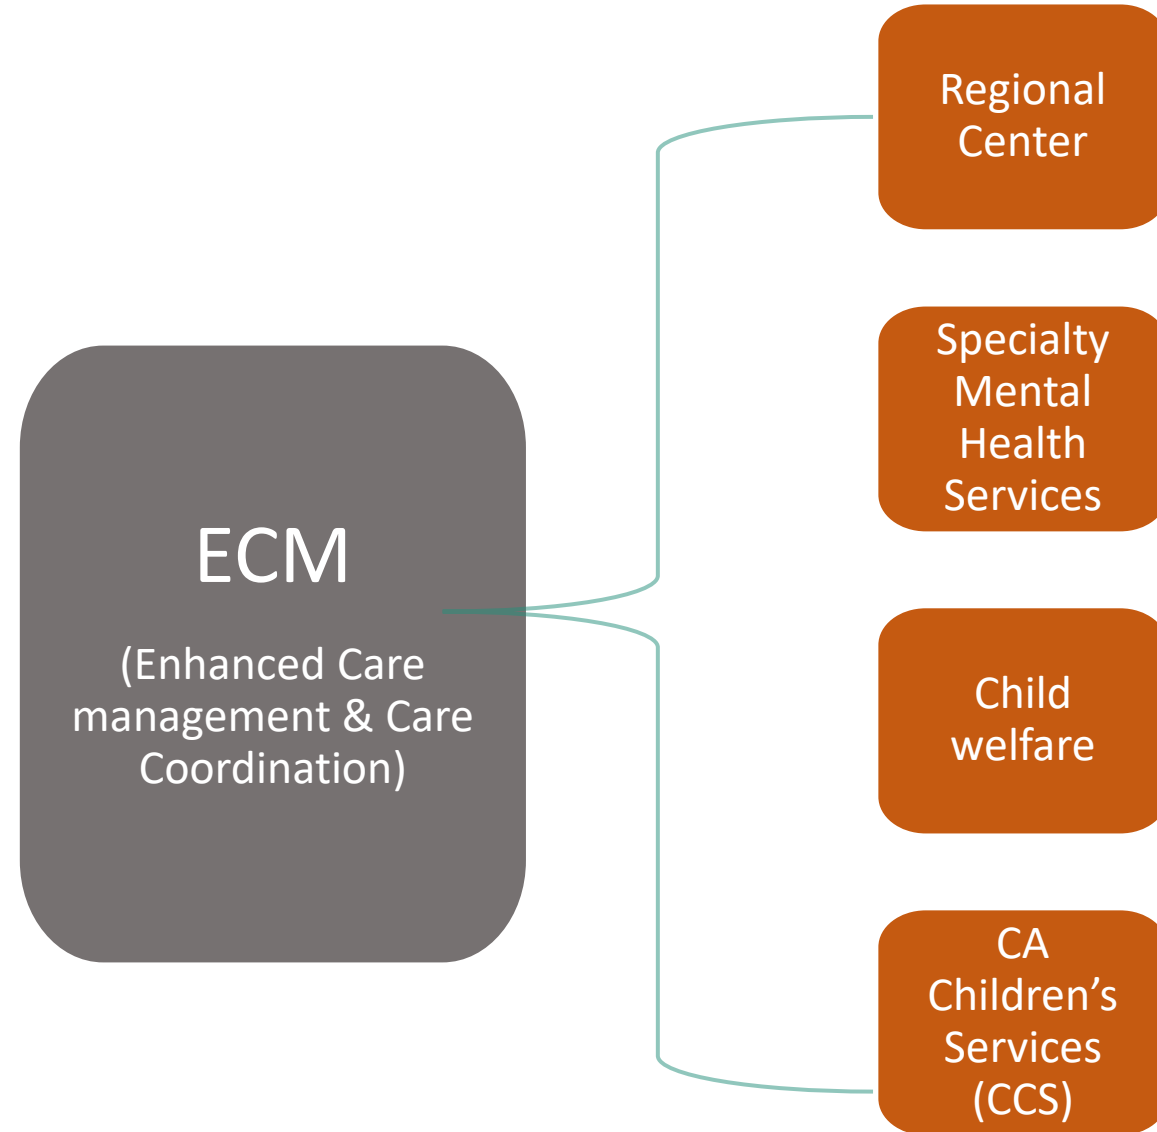 Regional
Center
Specialty
Mental
Health
Services
ECM
(Enhanced Care
management & Care
Coordination)
Child
welfare
CA
Children’s
Services
(CCS)